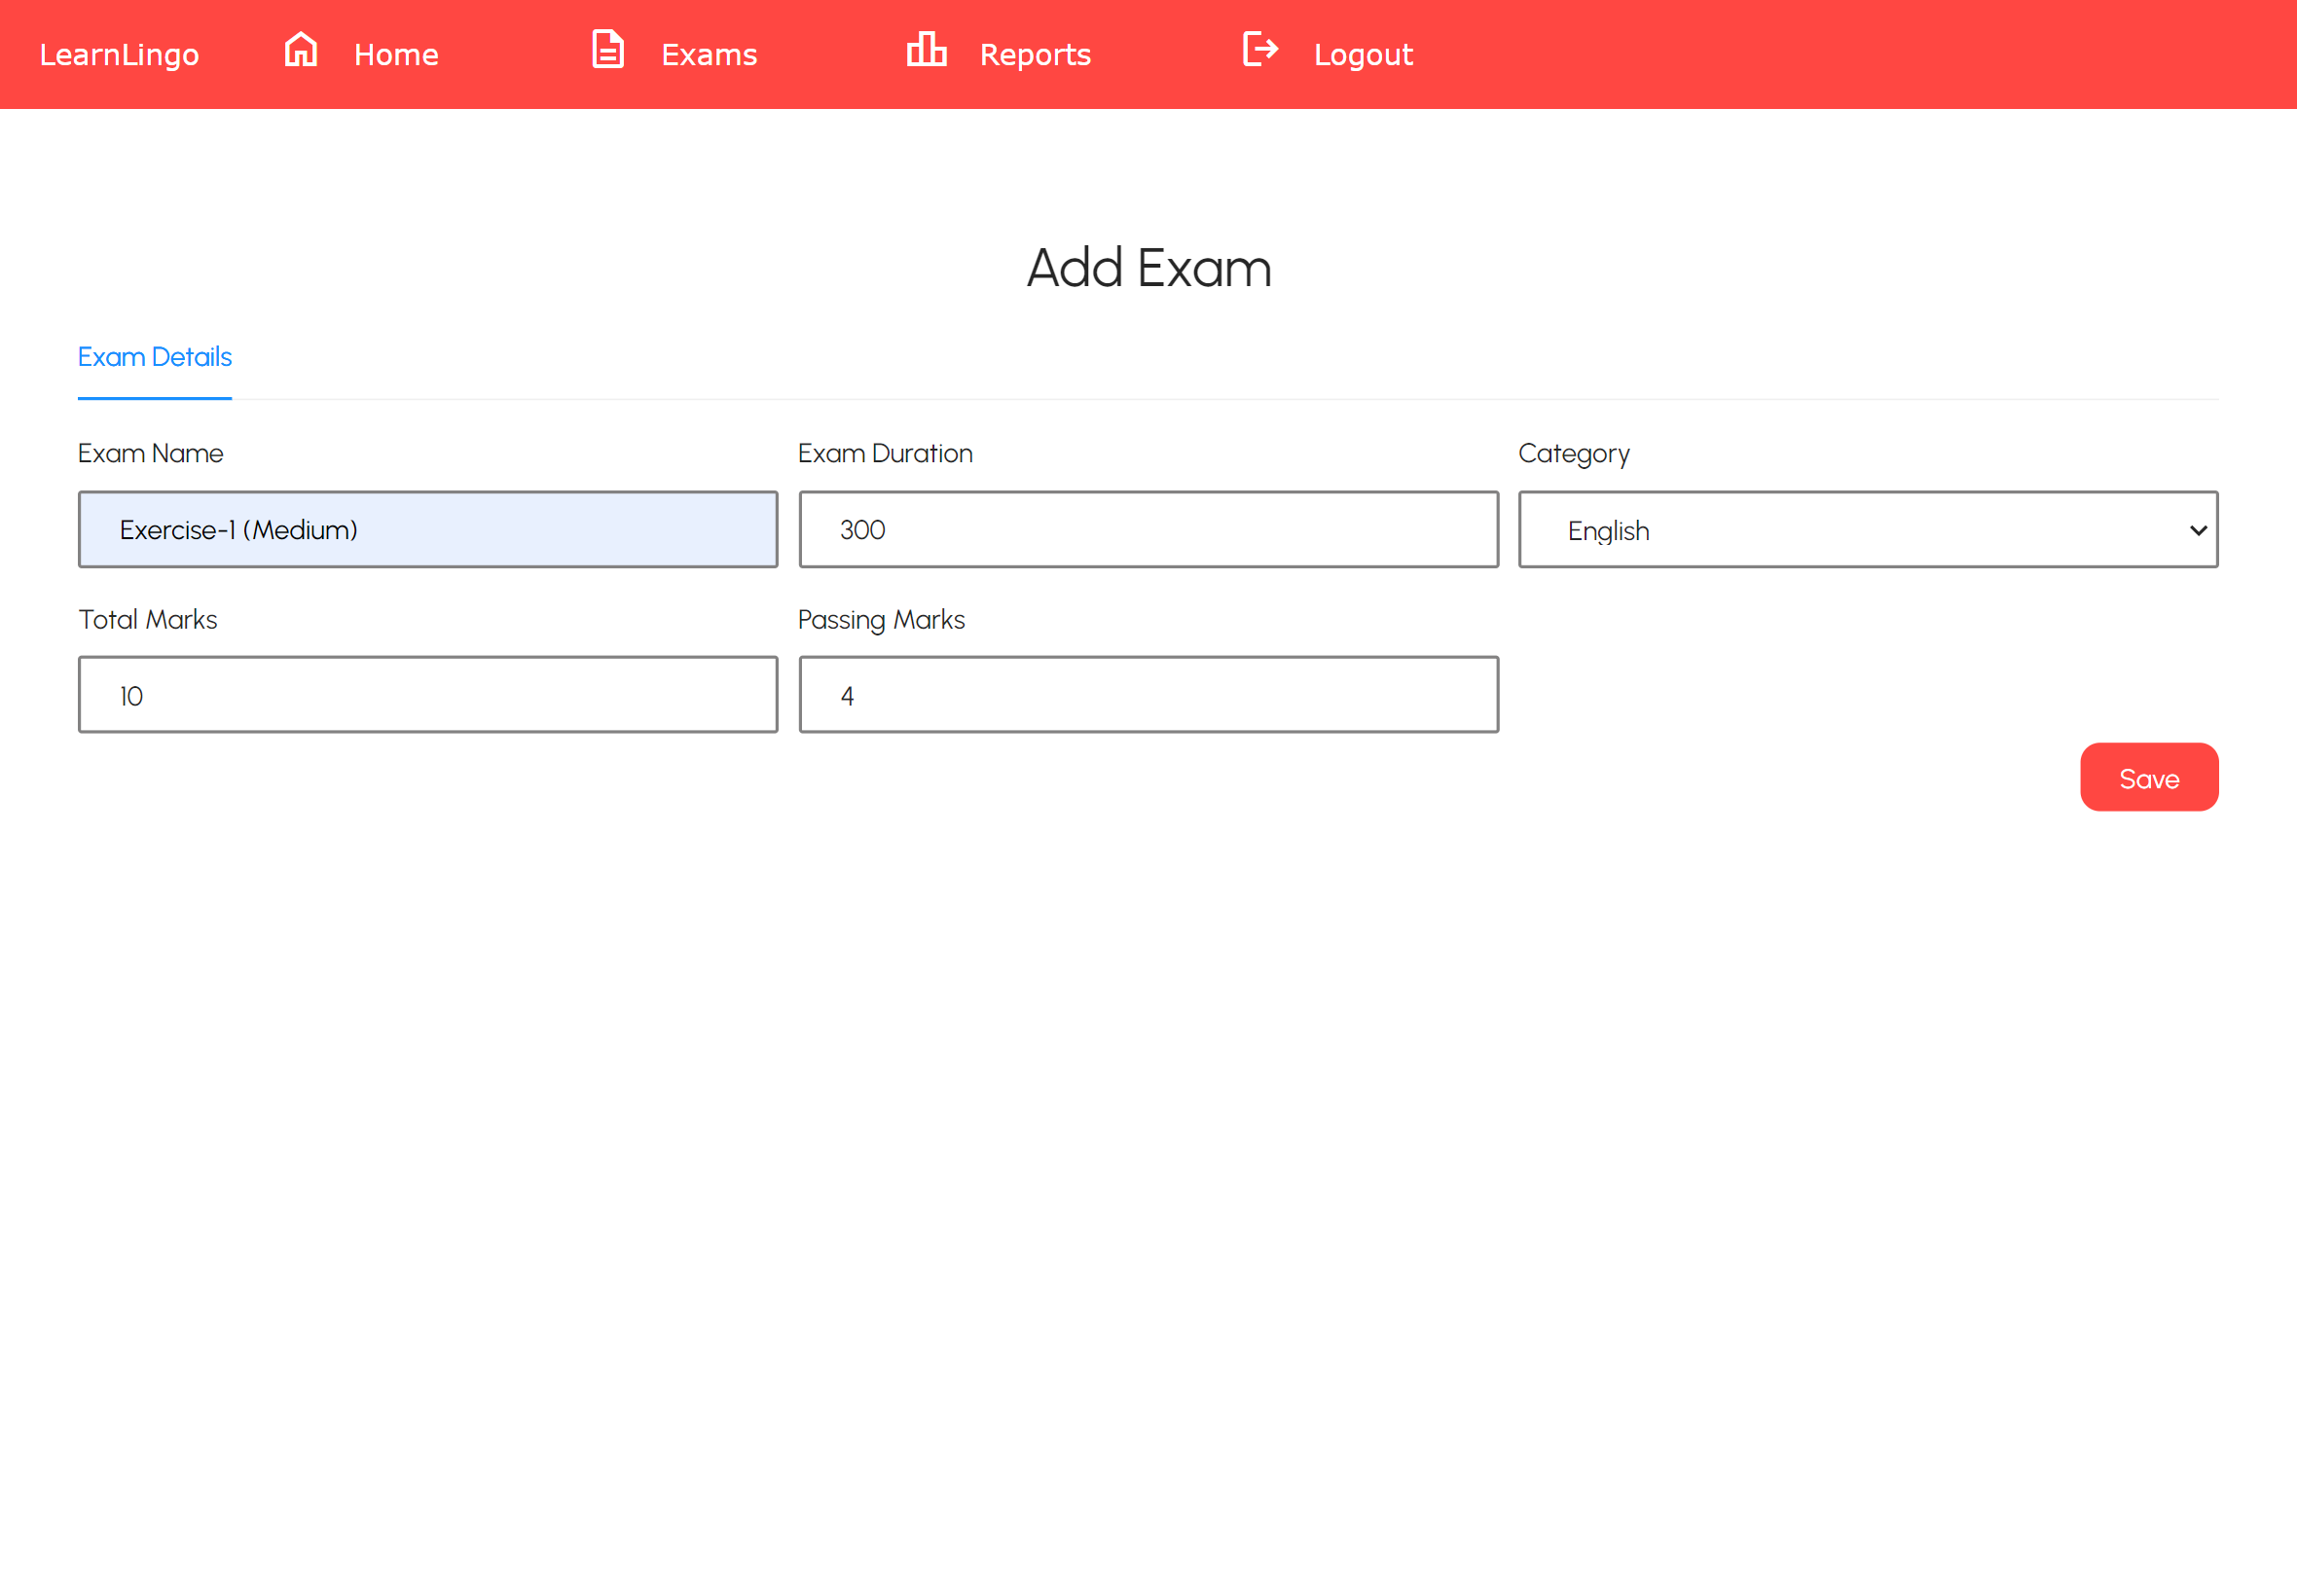 LearnLingo Home Exams Reports Logout
Add Exam
Exam Details
Exam Name Exam Duration Category
Exercise-1 (Medium) 300 English
Total Marks Passing Marks
10 4
Save